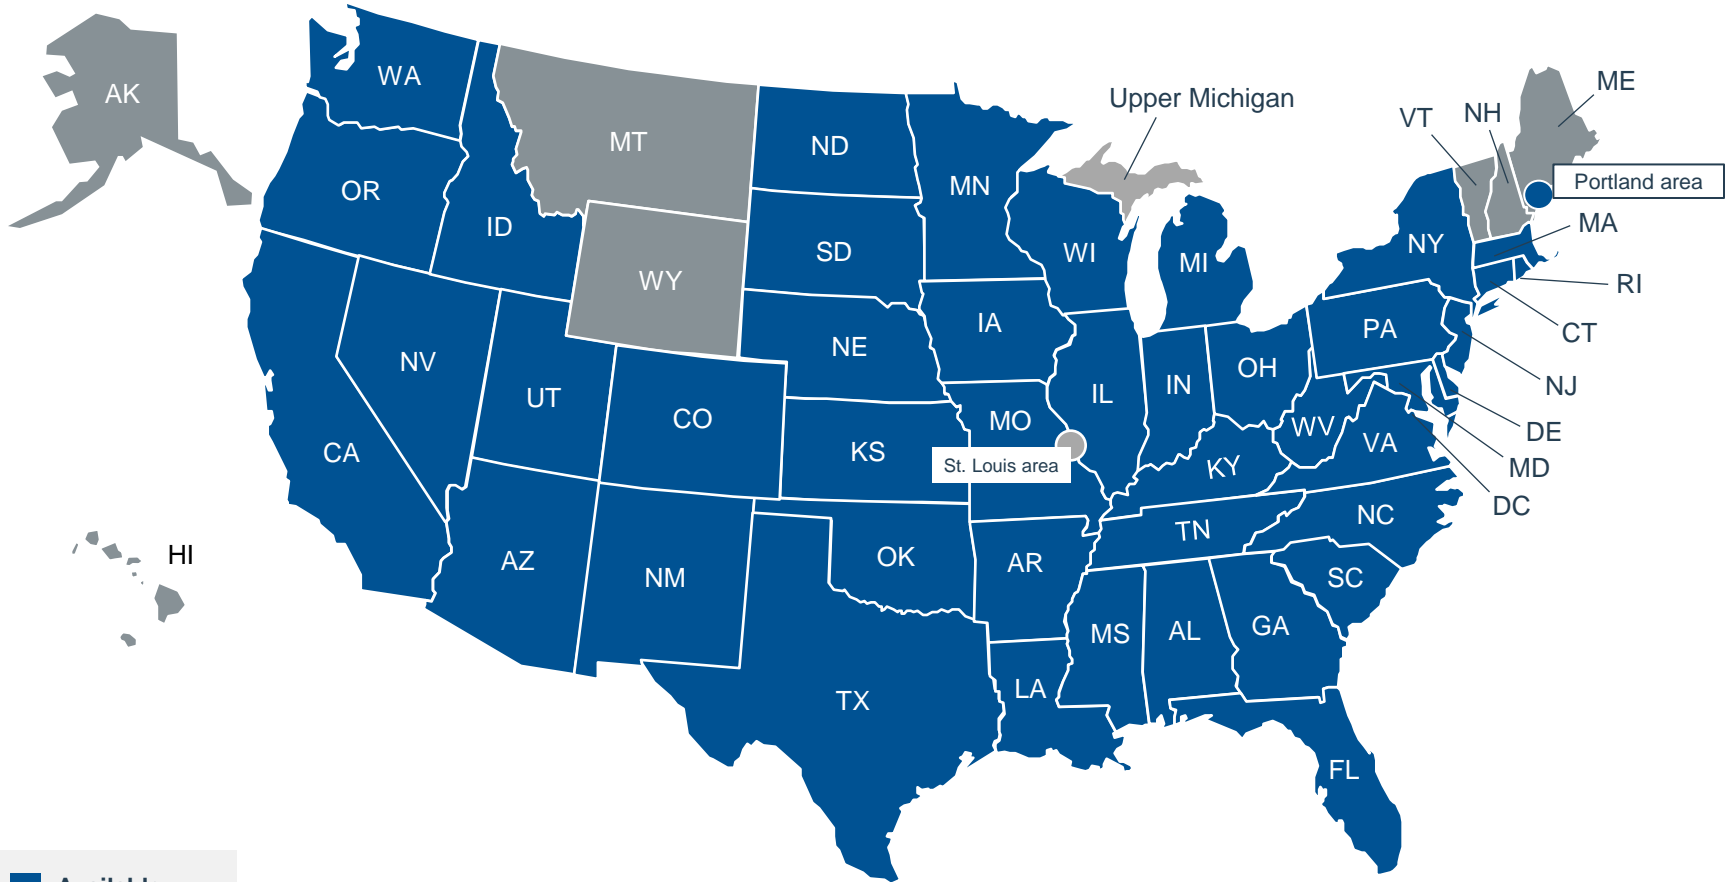 WA
AK
ME
Upper Michigan
NH
VT
MT
ND
Portland area
MN
OR
MA
ID
NY
SD
WI
MI
WY
RI
IA
PA
CT
NE
NV
OH
IN
NJ
UT
IL
CO
MO
WV
DE
VA
CA
KS
St. Louis area
KY
MD
DC
NC
TN
HI
AZ
OK
AR
NM
SC
GA
MS
AL
LA
TX
FL